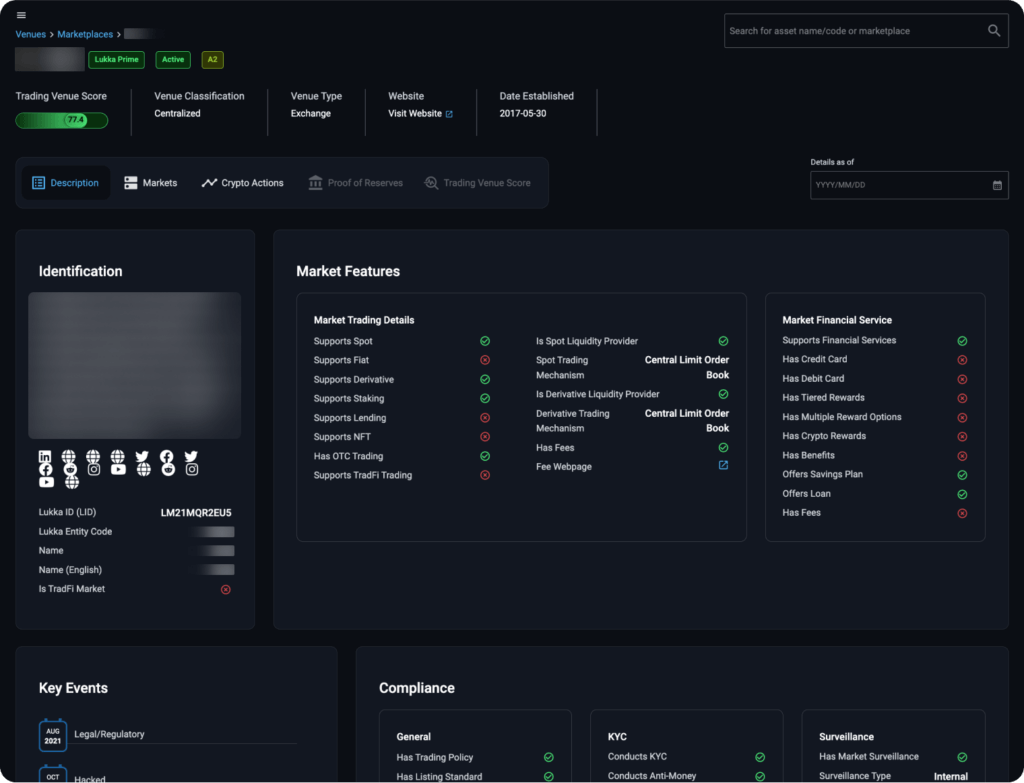 Venues > Marketplaces >
Search for asset name/code or marketplace
Lukka Prime Active A2
Trading Venue Score
77.4
Venue Classification
Centralized
Venue Type
Exchange
Website
Visit Website
Date Established
2017-05-30
Description Markets Crypto Actions Proof of Reserves Trading Venue Score
Details as of
YYYY/MM/DD
Identification
Lukka ID (LID) LM21MQR2EU5
Lukka Entity Code
Name
Name (English)
Is TradFi Market
Market Features
Market Trading Details
Supports Spot
Supports Fiat
Supports Derivative
Supports Staking
Supports Lending
Supports NFT
Has OTC Trading
Supports TradFi Trading
Is Spot Liquidity Provider
Spot Trading Central Limit Order
Mechanism Book
Is Derivative Liquidity Provider
Derivative Trading Central Limit Order
Mechanism Book
Has Fees
Fee Webpage
Market Financial Service
Supports Financial Services
Has Credit Card
Has Debit Card
Has Tiered Rewards
Has Multiple Reward Options
Has Crypto Rewards
Has Benefits
Offers Savings Plan
Offers Loan
Has Fees
Key Events
AUG
2021
Legal/Regulatory
OCT
Hacked
Compliance
General
Has Trading Policy
Has Listing Standard
KYC
Conducts KYC
Conducts Anti-Money
Surveillance
Has Market Surveillance
Surveillance Type Internal